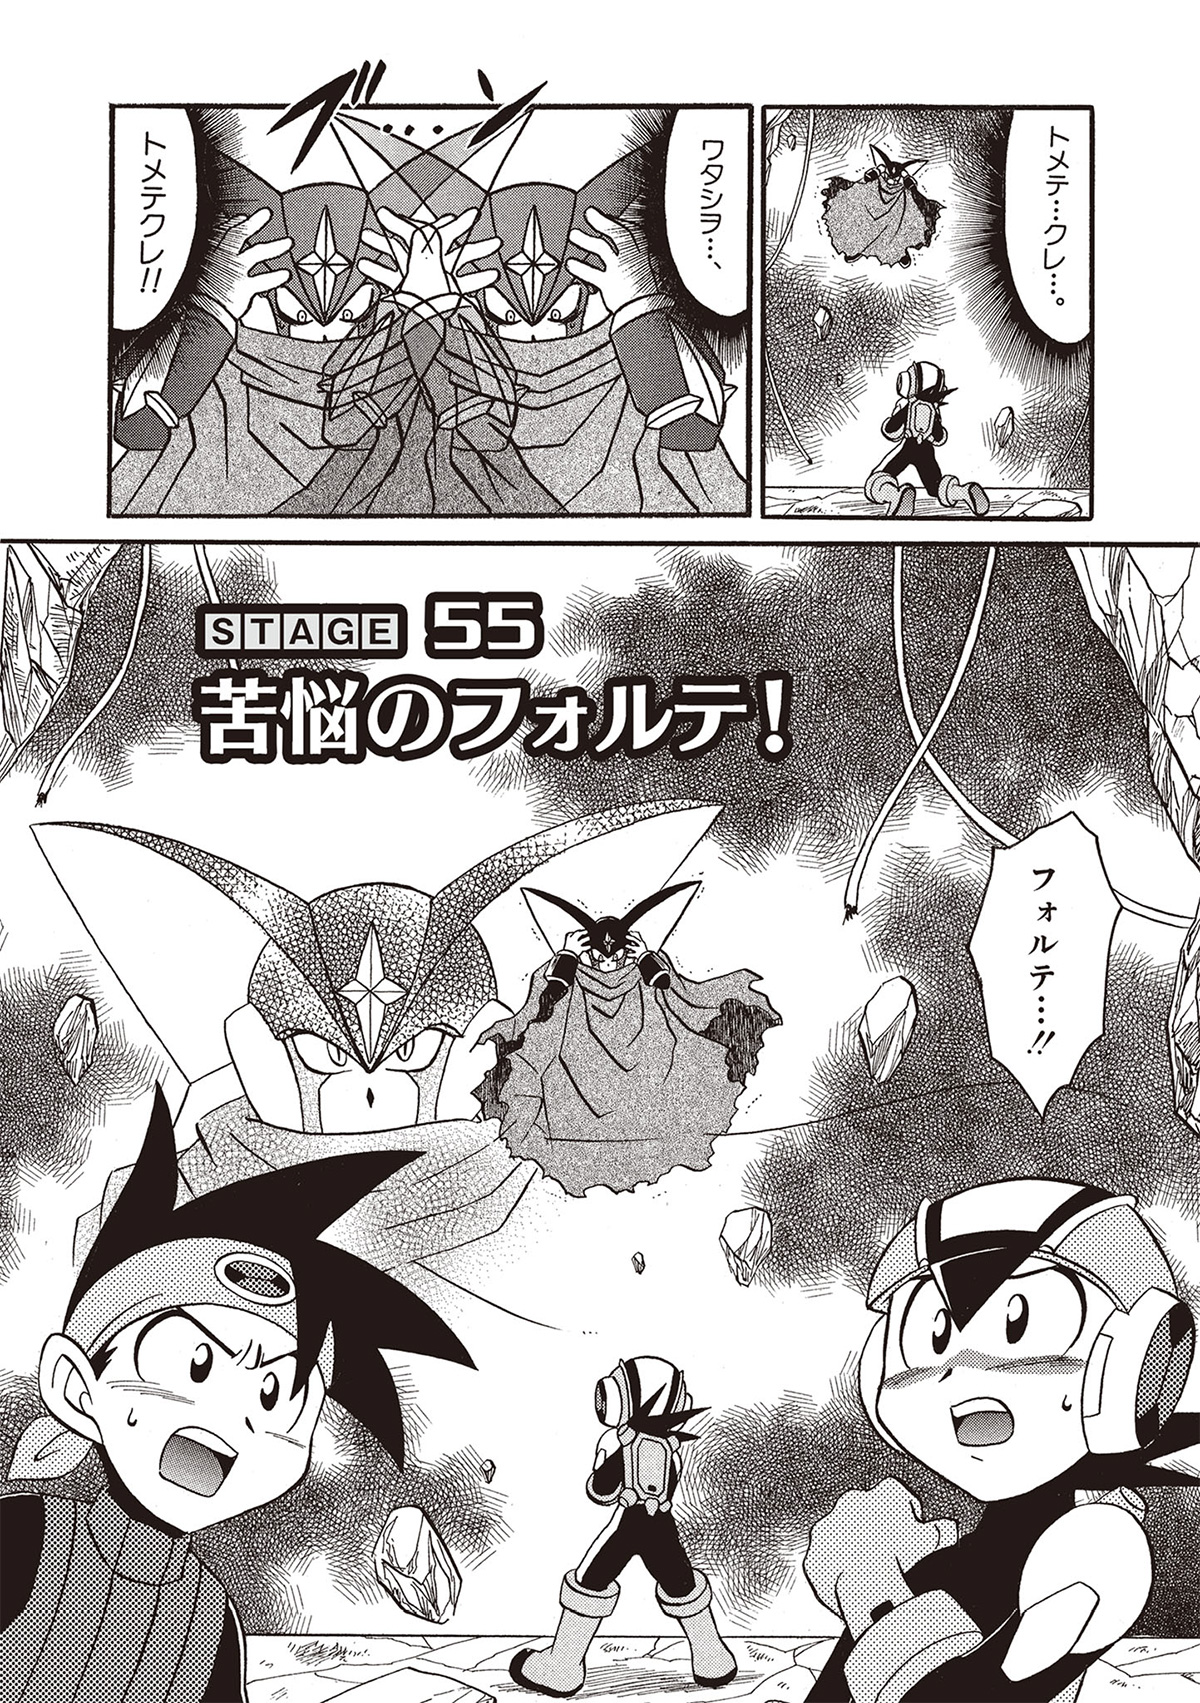 トメテ…クレ…。
ワタシヲ…、
トメテクレ!!
ブ…ン
STAGE 55
苦悩のフォルテ!
フォルテ…!!